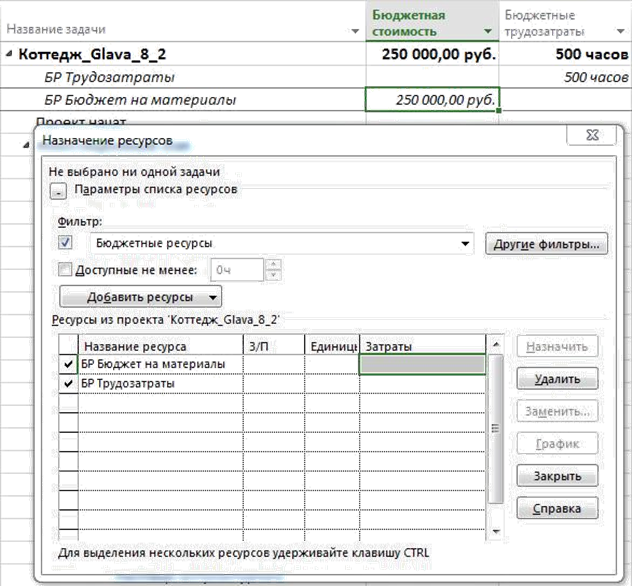 Название задачи
Бюджетная стоимость
Бюджетные трудозатраты
Коттедж_Glava_8_2 250 000,00 руб. 500 часов
БР Трудозатраты 500 часов
БР Бюджет на материалы 250 000,00 руб.
Проект начат
Назначение ресурсов
Не выбрано ни одной задачи
- Параметры списка ресурсов
Фильтр:
Бюджетные ресурсы Другие фильтры...
Доступные не менее: 0ч
Добавить ресурсы
Ресурсы из проекта 'Коттедж_Glava_8_2'
Название ресурса З/П Единицы Затраты Назначить
БР Бюджет на материалы
БР Трудозатраты Удалить
Заменить...
График
Закрыть
Справка
Для выделения нескольких ресурсов удерживайте клавишу CTRL